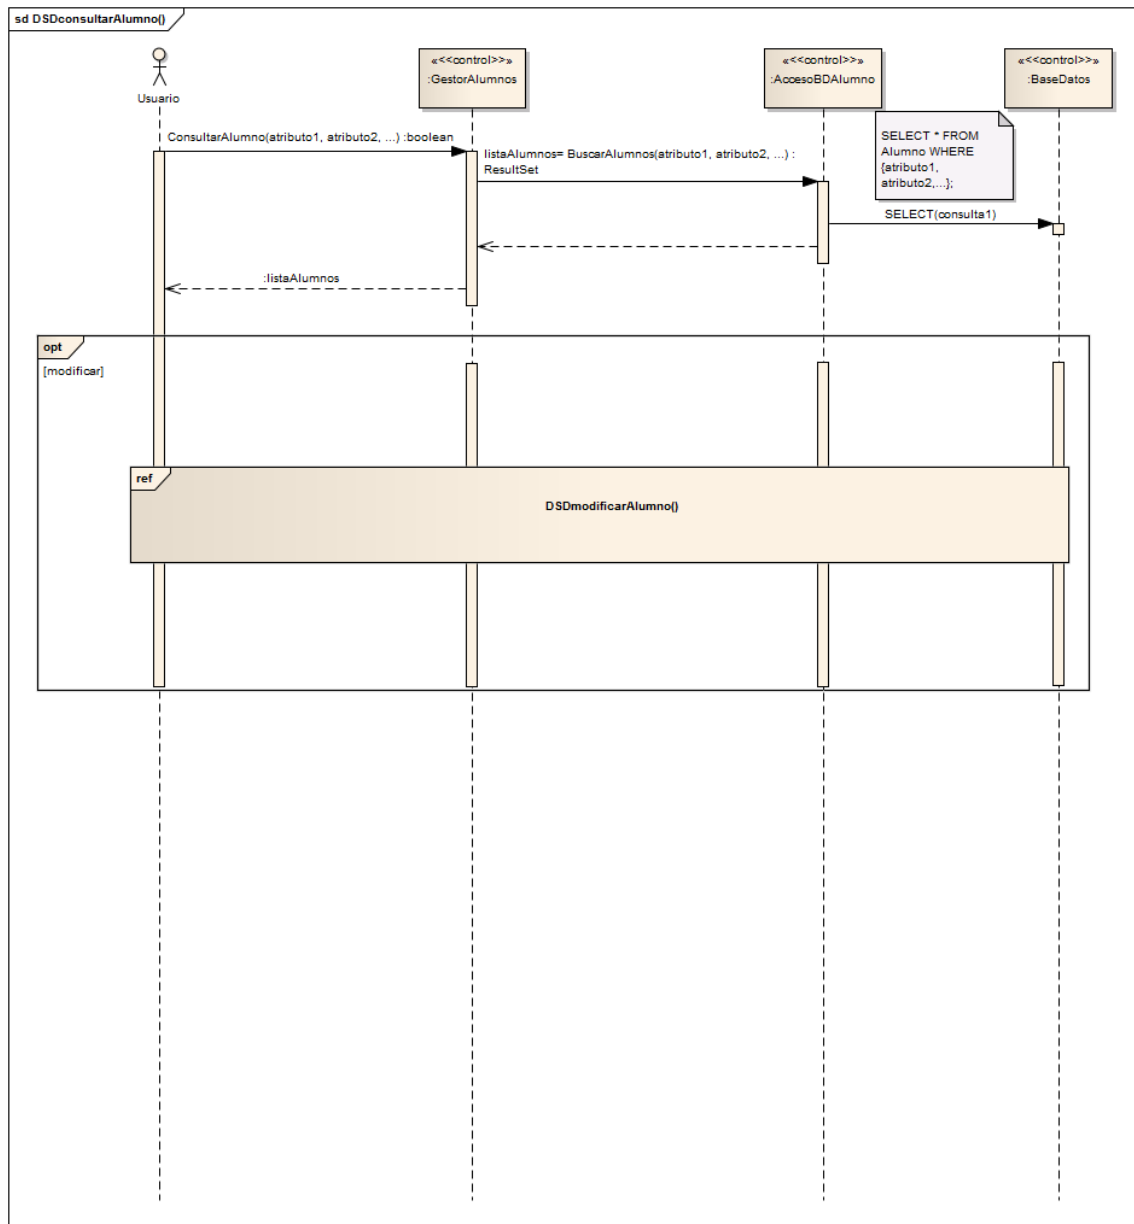 sd DSDconsultarAlumno()
Usuario
«<<control>>»
:GestorAlumnos
«<<control>>»
:AccesoBDAlumno
«<<control>>»
:BaseDatos
SELECT * FROM
Alumno WHERE
{atributo1,
atributo2,...};
ConsultarAlumno(atributo1, atributo2, ...) :boolean
listaAlumnos= BuscarAlumnos(atributo1, atributo2, ...) :
ResultSet
SELECT(consulta1)
:listaAlumnos
opt
[modificar]
ref
DSDmodificarAlumno()